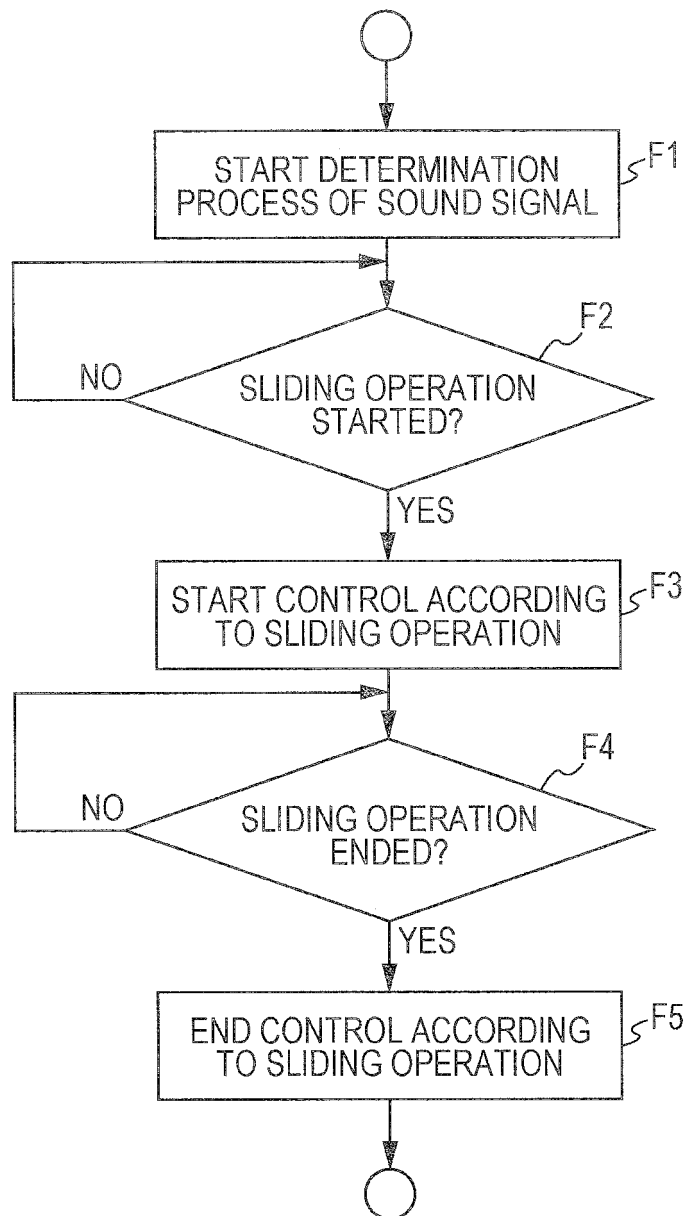 START DETERMINATION
PROCESS OF SOUND SIGNAL
F1
F2
SLIDING OPERATION
STARTED?
NO
YES
START CONTROL ACCORDING
TO SLIDING OPERATION
F3
F4
SLIDING OPERATION
ENDED?
NO
YES
END CONTROL ACCORDING
TO SLIDING OPERATION
F5